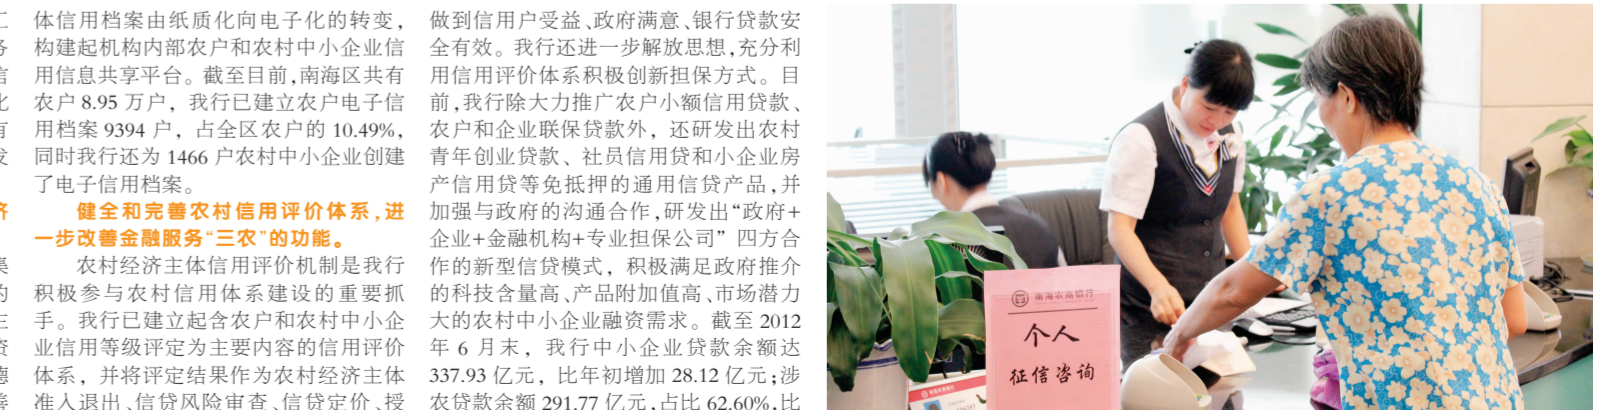 体信用档案由纸质化向电子化的转变，
构建起机构内部农户和农村中小企业信
用信息共享平台。截至目前，南海区共有
农户 8.95 万户，我行已建立农户电子信
用档案 9394 户，占全区农户的 10.49%，
同时我行还为 1466 户农村中小企业创建
了电子信用档案。
健全和完善农村信用评价体系，进
一步改善金融服务“三农”的功能。
农村经济主体信用评价机制是我行
积极参与农村信用体系建设的重要抓
手。我行已建立起含农户和农村中小企
业信用等级评定为主要内容的信用评价
体系，并将评定结果作为农村经济主体
准入退出、信贷风险审查、信贷定价、授
做到信用户受益、政府满意、银行贷款安
全有效。我行还进一步解放思想，充分利
用信用评价体系积极创新担保方式。目
前，我行除大力推广农户小额信用贷款、
农户和企业联保贷款外，还研发出农村
青年创业贷款、社员信用贷和小企业房
产信用贷等免抵押的通用信贷产品，并
加强与政府的沟通合作，研发出“政府+
企业+金融机构+专业担保公司”四方合
作的新型信贷模式，积极满足政府推介
的科技含量高、产品附加值高、市场潜力
大的农村中小企业融资需求。截至 2012
年 6 月末，我行中小企业贷款余额达
337.93 亿元，比年初增加 28.12 亿元；涉
农贷款余额 291.77 亿元，占比 62.60%，比
南海农商银行
个人
征信咨询